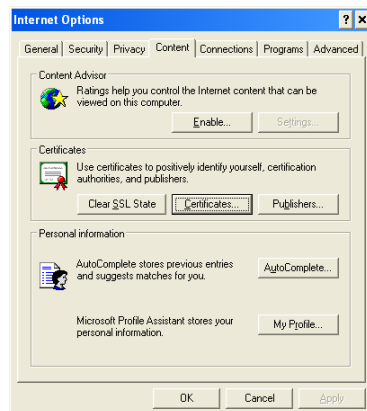 Internet Options
General Security Privacy Content Connections Programs Advanced
Content Advisor
Ratings help you control the Internet content that can be
viewed on this computer.
Enable... Settings...
Certificates
Use certificates to positively identify yourself, certification
authorities, and publishers.
Clear SSL State Certificates... Publishers...
Personal information
AutoComplete stores previous entries
and suggests matches for you.
AutoComplete...
Microsoft Profile Assistant stores your
personal information.
My Profile...
OK Cancel Apply